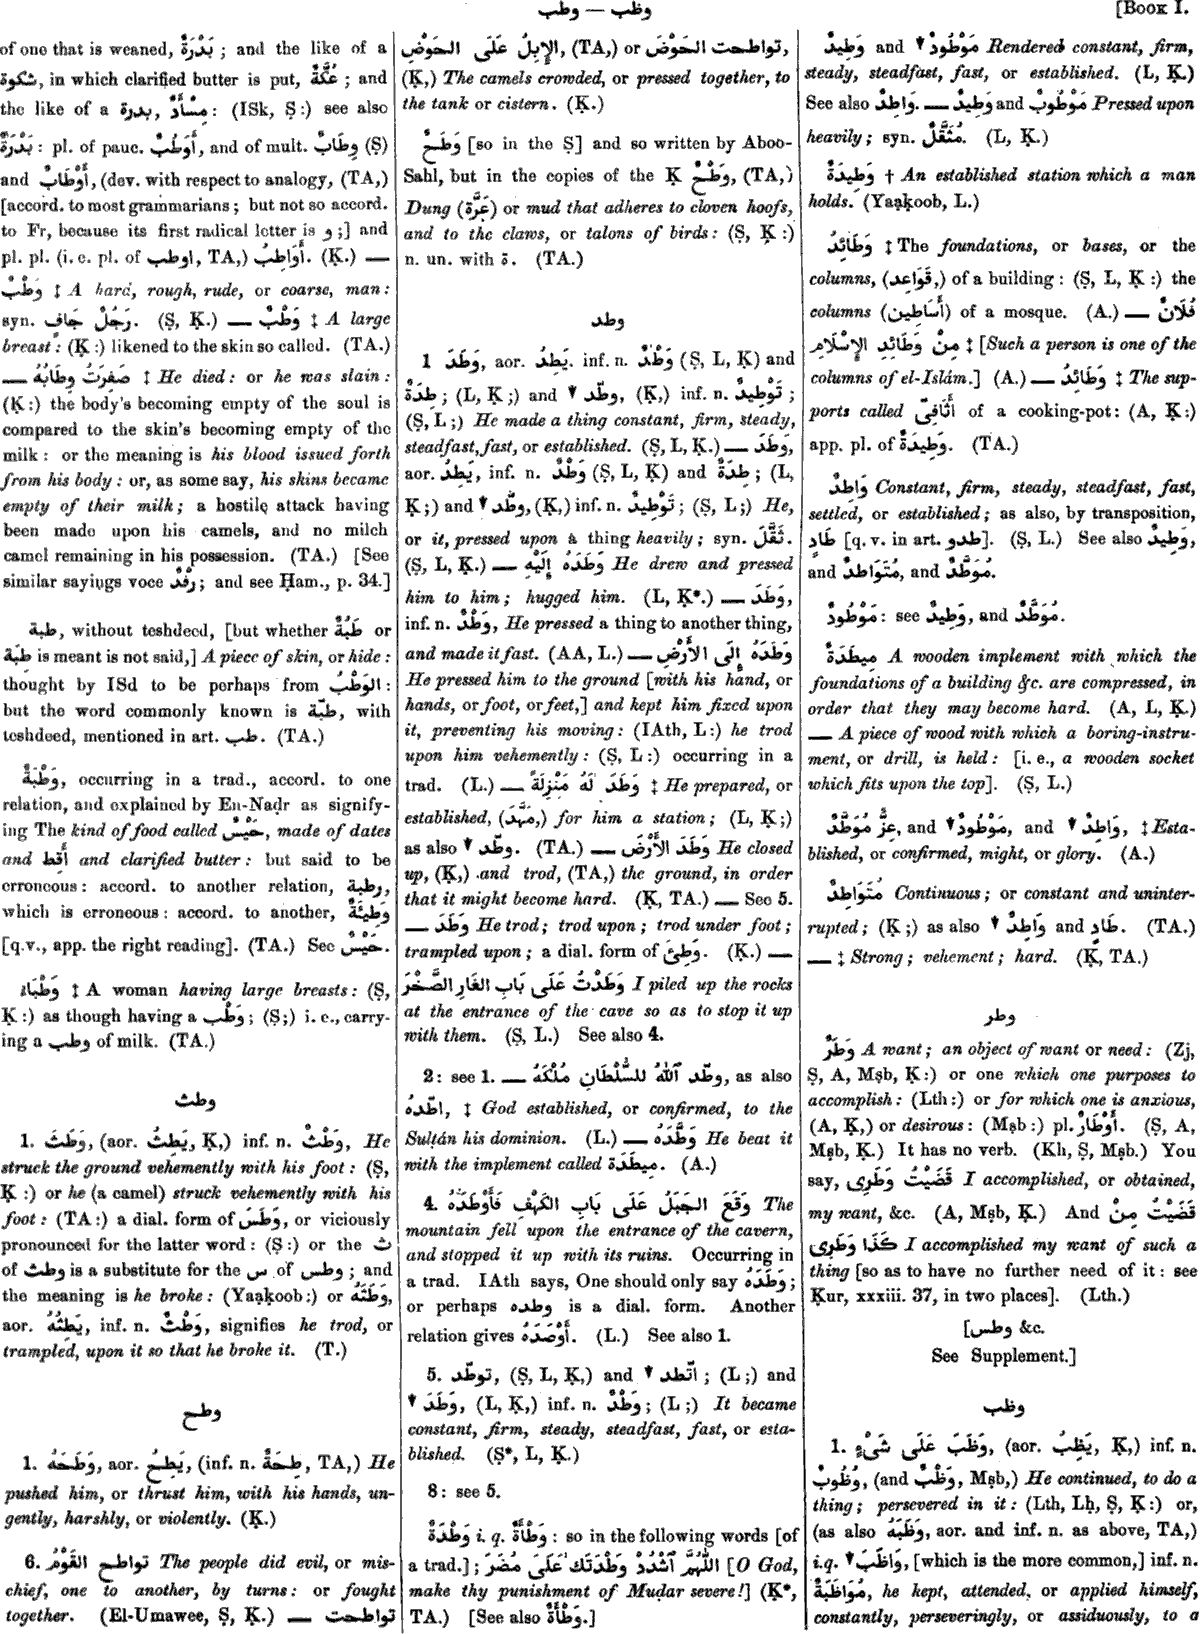 وطب — وظب
[BOOK I.
of one that is weaned, بَدْرَةٌ; and the like of a
شكوة, in which clarified butter is put, عُكَّةٌ; and
the like of a بدرة, مِسْأَدٌ: (ISk, Ṣ:) see also
بَدْرَةٌ: pl. of pauc. أَوْطُبٌ, and of mult. وِطَابٌ (Ṣ)
and أَوْطَابٌ, (dev. with respect to analogy, (TA,)
[accord. to most grammarians; but not so accord.
to Fr, because its first radical letter is و;] and
pl. pl. (i. e. pl. of اوطب, TA,) أَوَاطِبُ. (Ḳ.) —
وَطْبٌ ‡ A hard, rough, rude, or coarse, man:
syn. رَجُلٌ جَافٍ. (Ṣ, Ḳ.) — وَطْبٌ ‡ A large
breast: (Ḳ:) likened to the skin so called. (TA.)
— صَفِرَتْ وِطَابُهُ ‡ He died: or he was slain:
(Ḳ:) the body's becoming empty of the soul is
compared to the skin's becoming empty of the
milk: or the meaning is his blood issued forth
from his body: or, as some say, his skins became
empty of their milk; a hostile attack having
been made upon his camels, and no milch
camel remaining in his possession. (TA.) [See
similar sayings voce رِفْدٌ; and see Ḥam., p. 34.]
طبة, without teshdeed, [but whether طَبَةٌ or
طِبَة is meant is not said,] A piece of skin, or hide:
thought by ISd to be perhaps from الوَطْبُ:
but the word commonly known is طبّة, with
teshdeed, mentioned in art. طب. (TA.)
وَطْبَةٌ, occurring in a trad., accord. to one
relation, and explained by En-Naḍr as signify-
ing The kind of food called حَيْسٌ, made of dates
and أَقِط and clarified butter: but said to be
erroneous: accord. to another relation, رطبة,
which is erroneous: accord. to another, وَطِيْئَةٌ
[q.v., app. the right reading]. (TA.) See حَيْسٌ.
وَطْبَاءُ ‡ A woman having large breasts: (Ṣ,
Ḳ:) as though having a وَطْب; (Ṣ;) i. e., carry-
ing a وطب of milk. (TA.)
وطث
1. وَطَثَ, (aor. يَطِثُ, Ḳ,) inf. n. وَطْثٌ, He
struck the ground vehemently with his foot: (Ṣ,
Ḳ:) or he (a camel) struck vehemently with his
foot: (TA:) a dial. form of وَطَسَ, or viciously
pronounced for the latter word: (Ṣ:) or the ث
of وطث is a substitute for the س of وطس; and
the meaning is he broke: (Yaạḳoob:) or وَطَثَهُ,
aor. يَطِثُهُ, inf. n. وَطْثٌ, signifies he trod, or
trampled, upon it so that he broke it. (T.)
وطح
1. وَطَحَهُ, aor. يَطِحُ, (inf. n. طِحَةٌ, TA,) He
pushed him, or thrust him, with his hands, un-
gently, harshly, or violently. (Ḳ.)
6. تواطح القَوْمُ The people did evil, or mis-
chief, one to another, by turns: or fought
together. (El-Umawee, Ṣ, Ḳ.) — تواطحت
الإِبِلُ عَلَى الحَوْضِ, (TA,) or تواطحت الحَوْضَ,
(Ḳ,) The camels crowded, or pressed together, to
the tank or cistern. (Ḳ.)
وَطَحٌ [so in the Ṣ] and so written by Aboo-
Sahl, but in the copies of the Ḳ وَطْحٌ, (TA,)
Dung (عَرَّة) or mud that adheres to cloven hoofs,
and to the claws, or talons of birds: (Ṣ, Ḳ:)
n. un. with ة. (TA.)
وطد
1 وَطَدَ, aor. يَطِدُ. inf. n. وَطْدٌ (Ṣ, L, Ḳ) and
طِدَةٌ; (L, Ḳ;) and ▾ وطّد, (Ḳ,) inf. n. تَوْطِيدٌ;
(Ṣ, L;) He made a thing constant, firm, steady,
steadfast, fast, or established. (Ṣ, L, Ḳ.) — وَطَدَ,
aor. يَطِدُ, inf. n. وَطْدٌ (Ṣ, L, Ḳ) and طِدَةٌ; (L,
Ḳ;) and ▾ وطّد, (Ḳ,) inf. n. تَوْطِيدٌ; (Ṣ, L;) He,
or it, pressed upon a thing heavily; syn. ثَقَّلَ.
(Ṣ, L, Ḳ.) — وَطَدَهُ إِلَيْهِ He drew and pressed
him to him; hugged him. (L, Ḳ*.) — وَطَدَ,
inf. n. وَطْدٌ, He pressed a thing to another thing,
and made it fast. (AA, L.) — وَطَدَهُ إِلَى الأَرْضِ
He pressed him to the ground [with his hand, or
hands, or foot, or feet,] and kept him fixed upon
it, preventing his moving: (IAth, L:) he trod
upon him vehemently: (Ṣ, L:) occurring in a
trad. (L.) — وَطَدَ لَهُ مَنْزِلَةً ‡ He prepared, or
established, (مَهَّدَ,) for him a station; (L, Ḳ;)
as also ▾ وطّد. (TA.) — وَطَدَ الأَرْضَ He closed
up, (Ḳ,) and trod, (TA,) the ground, in order
that it might become hard. (Ḳ, TA.) — See 5.
— وَطَدَ He trod; trod upon; trod under foot;
trampled upon; a dial. form of وَطِئَ. (Ḳ.) —
وَطَدْتُ عَلَى بَابِ الغَارِ الصَّخْرَ I piled up the rocks
at the entrance of the cave so as to stop it up
with them. (Ṣ, L.) See also 4.
2: see 1. — وطّد ٱللّٰهُ للسُّلْطَانِ مُلْكَهُ, as also
اطّدهُ, ‡ God established, or confirmed, to the
Sulṭán his dominion. (L.) — وَطَّدَهُ He beat it
with the implement called مِيطَدَة. (A.)
4. وَقَعَ الجَبَلُ عَلَى بَابِ الكَهْفِ فَأَوْطَدَهُ The
mountain fell upon the entrance of the cavern,
and stopped it up with its ruins. Occurring in
a trad. IAth says, One should only say وَطَدَهُ;
or perhaps وطده is a dial. form. Another
relation gives أَوْصَدَهُ. (L.) See also 1.
5. توطّد, (Ṣ, L, Ḳ,) and ▾ اتّطد; (L;) and
▾ وَطَدَ, (L, Ḳ,) inf. n. وَطْدٌ; (L;) It became
constant, firm, steady, steadfast, fast, or esta-
blished. (Ṣ*, L, Ḳ.)
8: see 5.
وَطْدَةٌ i. q. وَطْأَةٌ: so in the following words [of
a trad.]; اللّٰهُمَّ ٱشْدُدْ وَطْدَتَكَ عَلَى مُضَرَ [O God,
make thy punishment of Muḍar severe!] (Ḳ*,
TA.) [See also وَطْأَةٌ.]
وَطِيدٌ and ▾ مَوْطُودٌ Rendered constant, firm,
steady, steadfast, fast, or established. (L, Ḳ.)
See also وَاطِدٌ. — وَطِيدٌ and مَوْطُوبٌ Pressed upon
heavily; syn. مُثَقَّلٌ. (L, Ḳ.)
وَطِيدَةٌ † An established station which a man
holds. (Yaạḳoob, L.)
وَطَائِدُ ‡ The foundations, or bases, or the
columns, (قَوَاعِد,) of a building: (Ṣ, L, Ḳ:) the
columns (أَسَاطِين) of a mosque. (A.) — فُلَانٌ
مِنْ وَطَائِدِ الإِسْلَامِ ‡ [Such a person is one of the
columns of el-Islám.] (A.) — وَطَائِدُ ‡ The sup-
ports called أَثَافِيّ of a cooking-pot: (A, Ḳ:)
app. pl. of وَطِيدَةٌ. (TA.)
وَاطِدٌ Constant, firm, steady, steadfast, fast,
settled, or established; as also, by transposition,
طَادٍ [q. v. in art. طدو]. (Ṣ, L.) See also وَطِيدٌ,
and مُتَوَاطِدٌ, and مُوَطَّدٌ.
مَوْطُودٌ: see وَطِيدٌ, and مُوَطَّدٌ.
مِيطَدَةٌ A wooden implement with which the
foundations of a building &c. are compressed, in
order that they may become hard. (A, L, Ḳ.)
— A piece of wood with which a boring-instru-
ment, or drill, is held: [i. e., a wooden socket
which fits upon the top]. (Ṣ, L.)
عِزٌّ مُوَطَّدٌ, and ▾ مَوْطُودٌ, and ▾ وَاطِدٌ, ‡ Esta-
blished, or confirmed, might, or glory. (A.)
مُتَوَاطِدٌ Continuous; or constant and uninter-
rupted; (Ḳ;) as also ▾ وَاطِدٌ and طَادٍ. (TA.)
— ‡ Strong; vehement; hard. (Ḳ, TA.)
وطر
وَطَرٌ A want; an object of want or need: (Zj,
Ṣ, A, Mṣb, Ḳ:) or one which one purposes to
accomplish: (Lth:) or for which one is anxious,
(A, Ḳ,) or desirous: (Mṣb:) pl. أَوْطَارٌ. (Ṣ, A,
Mṣb, Ḳ.) It has no verb. (Kh, Ṣ, Mṣb.) You
say, قَضَيْتُ وَطَرِى I accomplished, or obtained,
my want, &c. (A, Mṣb, Ḳ.) And قَضَيْتُ مِنْ
كَذَا وَطَرِى I accomplished my want of such a
thing [so as to have no further need of it: see
Ḳur, xxxiii. 37, in two places]. (Lth.)
[وطس &c.
See Supplement.]
وظب
1. وَظَبَ عَلَى شَىْءٍ, (aor. يَظِبُ, Ḳ,) inf. n.
وُظُوبٌ, (and وَظْبٌ, Mṣb,) He continued, to do a
thing; persevered in it: (Lth, Lḥ, Ṣ, Ḳ:) or,
(as also وَظَبَهُ, aor. and inf. n. as above, TA,)
i.q. ▾ وَاظَبَ, [which is the more common,] inf. n.
مُوَاظَبَةٌ, he kept, attended, or applied himself,
constantly, perseveringly, or assiduously, to a